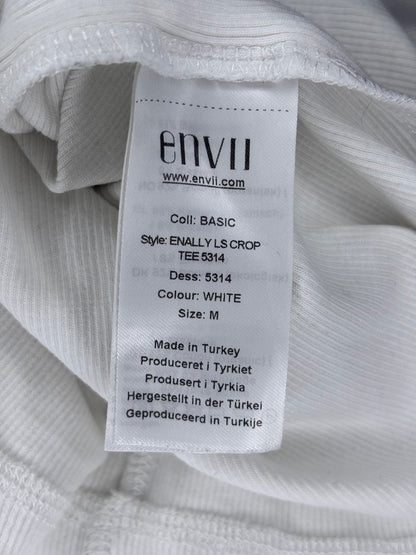 envii
www.envii.com
Coll: BASIC
Style: ENALLY LS CROP
TEE 5314
Dess: 5314
Colour: WHITE
Size: M
Made in Turkey
Produceret i Tyrkiet
Produsert i Tyrkia
Hergestellt in der Türkei
Geproduceerd in Turkije